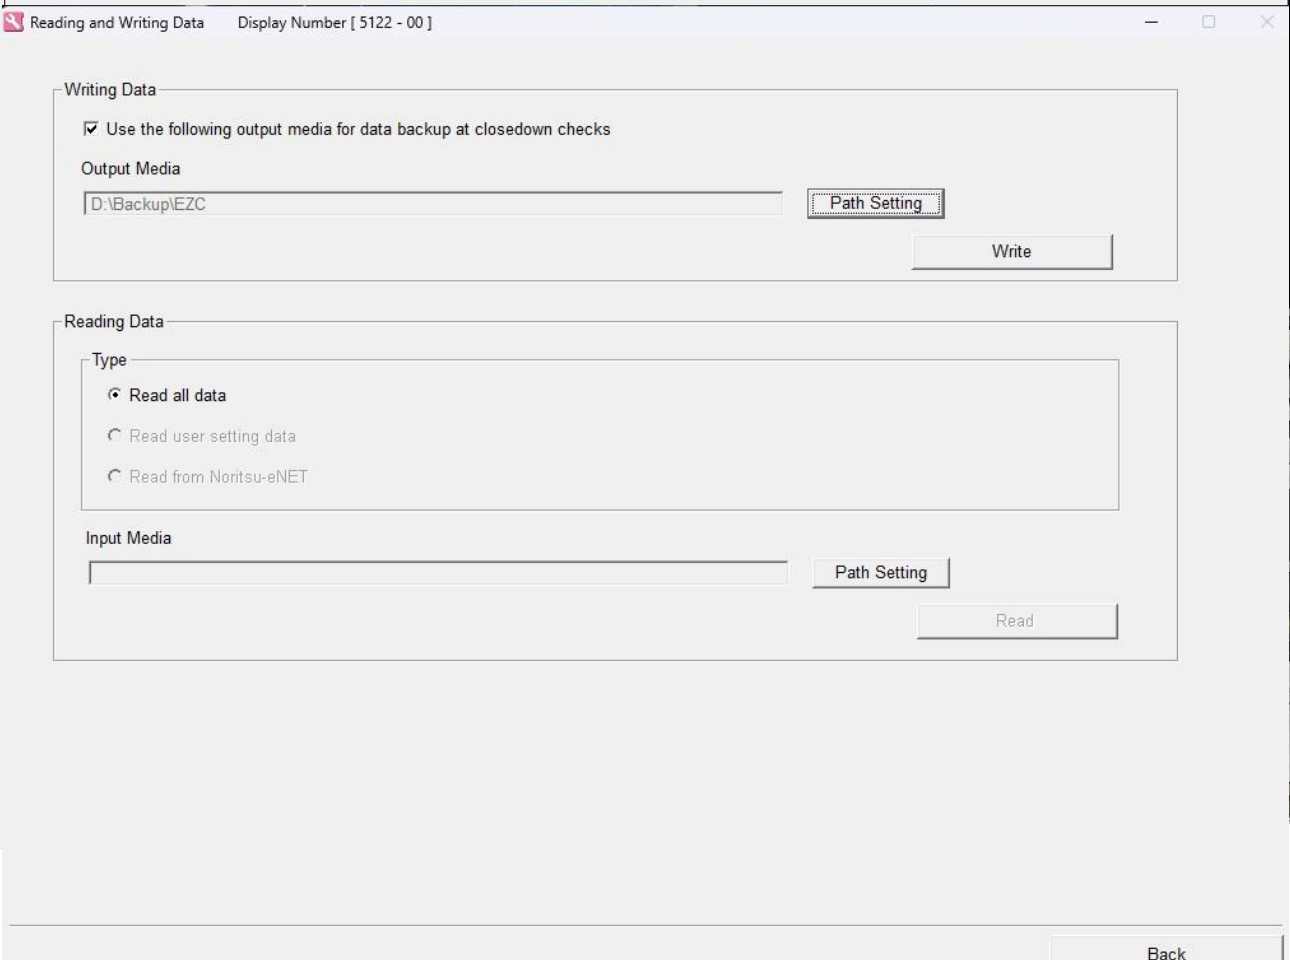 Reading and Writing Data Display Number [ 5122 - 00 ]
Writing Data
Use the following output media for data backup at closedown checks
Output Media
D:\Backup\EZC
Path Setting
Write
Reading Data
Type
Read all data
Read user setting data
Read from Noritsu-eNET
Input Media
Path Setting
Read
Back